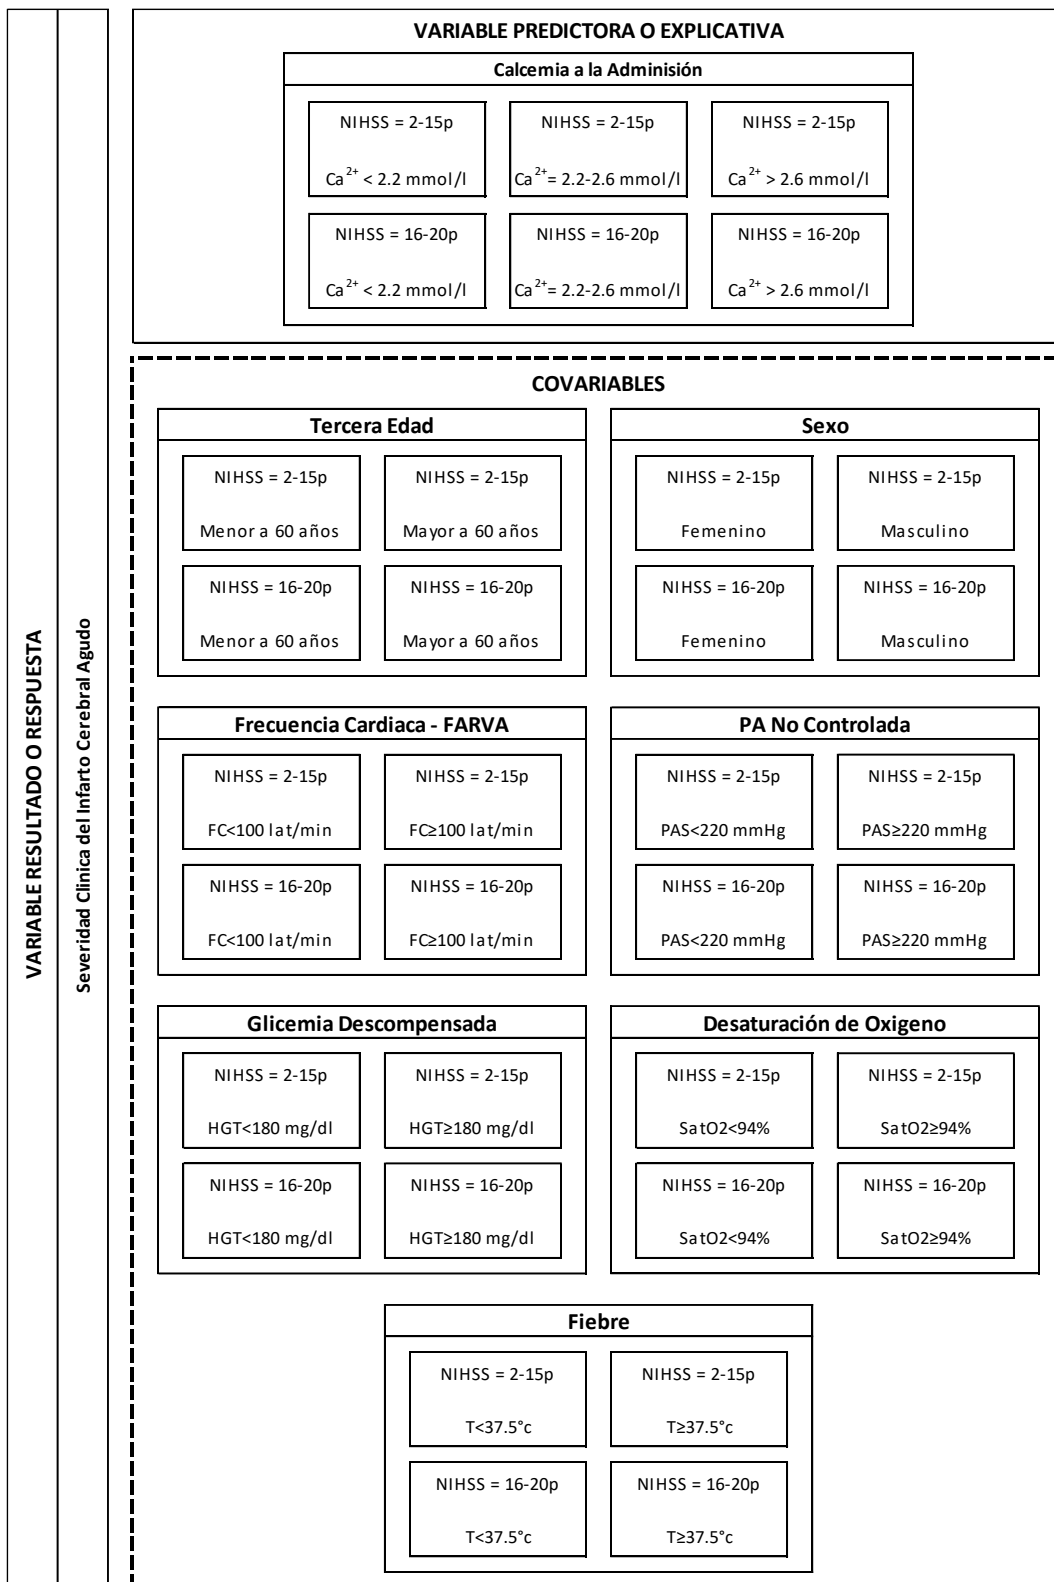 VARIABLE RESULTADO O RESPUESTA
Severidad Clinica del Infarto Cerebral Agudo
VARIABLE PREDICTORA O EXPLICATIVA
Calcemia a la Adminisión
NIHSS = 2-15p
Ca2+ < 2.2 mmol/l
NIHSS = 2-15p
Ca2+= 2.2-2.6 mmol/l
NIHSS = 2-15p
Ca2+ > 2.6 mmol/l
NIHSS = 16-20p
Ca2+ < 2.2 mmol/l
NIHSS = 16-20p
Ca2+= 2.2-2.6 mmol/l
NIHSS = 16-20p
Ca2+ > 2.6 mmol/l
COVARIABLES
Tercera Edad
NIHSS = 2-15p
Menor a 60 años
NIHSS = 2-15p
Mayor a 60 años
NIHSS = 16-20p
Menor a 60 años
NIHSS = 16-20p
Mayor a 60 años
Sexo
NIHSS = 2-15p
Femenino
NIHSS = 2-15p
Masculino
NIHSS = 16-20p
Femenino
NIHSS = 16-20p
Masculino
Frecuencia Cardiaca - FARVA
NIHSS = 2-15p
FC<100 lat/min
NIHSS = 2-15p
FC≥100 lat/min
NIHSS = 16-20p
FC<100 lat/min
NIHSS = 16-20p
FC≥100 lat/min
PA No Controlada
NIHSS = 2-15p
PAS<220 mmHg
NIHSS = 2-15p
PAS≥220 mmHg
NIHSS = 16-20p
PAS<220 mmHg
NIHSS = 16-20p
PAS≥220 mmHg
Glicemia Descompensada
NIHSS = 2-15p
HGT<180 mg/dl
NIHSS = 2-15p
HGT≥180 mg/dl
NIHSS = 16-20p
HGT<180 mg/dl
NIHSS = 16-20p
HGT≥180 mg/dl
Desaturación de Oxigeno
NIHSS = 2-15p
SatO2<94%
NIHSS = 2-15p
SatO2≥94%
NIHSS = 16-20p
SatO2<94%
NIHSS = 16-20p
SatO2≥94%
Fiebre
NIHSS = 2-15p
T<37.5°c
NIHSS = 2-15p
T≥37.5°c
NIHSS = 16-20p
T<37.5°c
NIHSS = 16-20p
T≥37.5°c